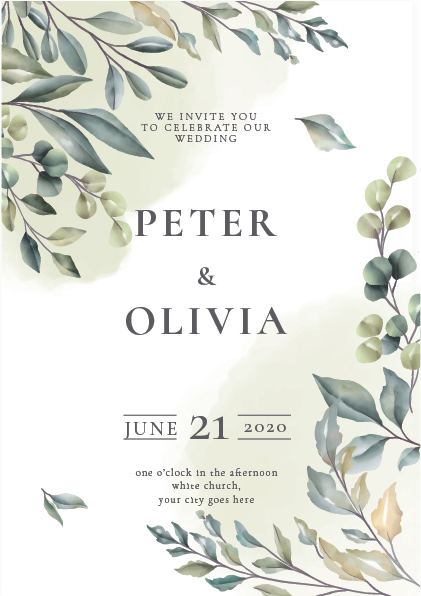 WE INVITE YOU
TO CELEBRATE OUR
WEDDING
PETER
&
OLIVIA
JUNE 21 2020
one o'clock in the afternoon
white church,
your city goes here